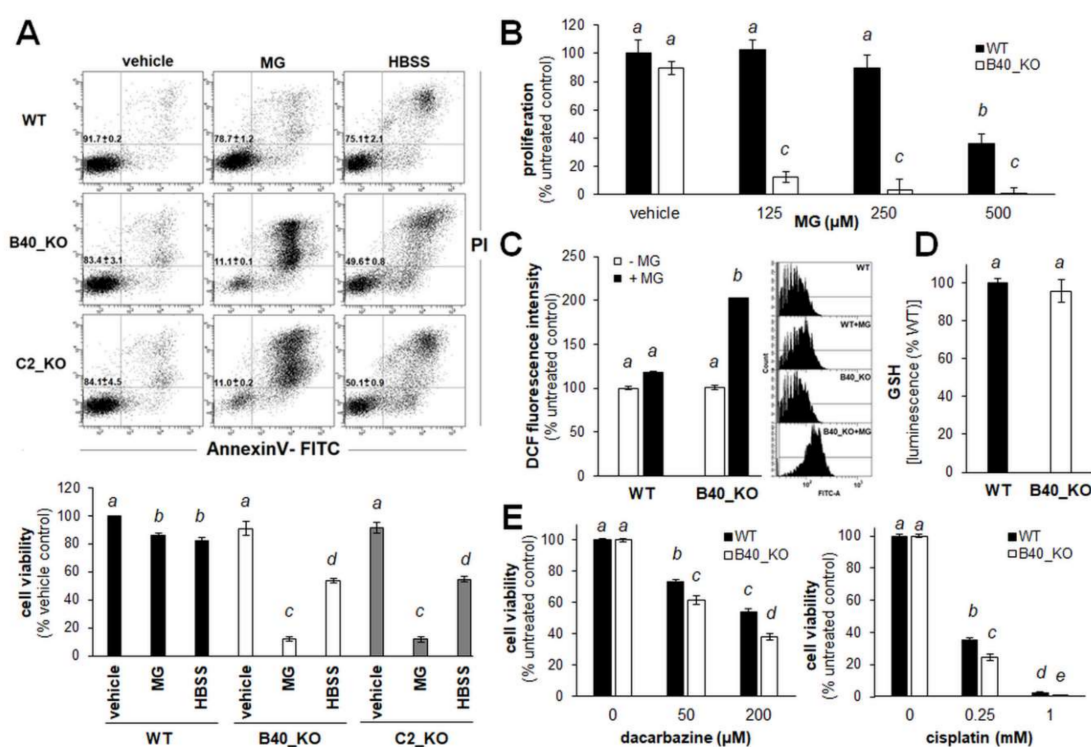 A
vehicle MG HBSS
WT
91.7±0.2 78.7±1.2 75.1±2.1
B40_KO
83.4±3.1 11.1±0.1 49.6±0.8
C2_KO
84.1±4.5 11.0±0.2 50.1±0.9
PI
AnnexinV- FITC
cell viability
(% vehicle control)
120
100
80
60
40
20
0
a b b a c d a c d
vehicle MG HBSS vehicle MG HBSS vehicle MG HBSS
WT B40_KO C2_KO
B
proliferation
(% untreated control)
120
100
80
60
40
20
0
a a a c a c b c
WT
B40_KO
vehicle 125 250 500
MG (µM)
C
DCF fluorescence intensity
(% untreated control)
- MG
+ MG
250
200
150
100
50
0
a a a b
WT B40_KO
WT
WT+MG
B40_KO
B40_KO+MG
Count
FITC-A
D
GSH
[luminescence (% WT)]
120
100
80
60
40
20
0
a a
WT B40_KO
E
cell viability
(% untreated control)
120
100
80
60
40
20
0
a a b c c d
WT
B40_KO
0 50 200
dacarbazine (µM)
cell viability
(% untreated control)
120
100
80
60
40
20
0
a a b c d e
WT
B40_KO
0 0.25 1
cisplatin (mM)